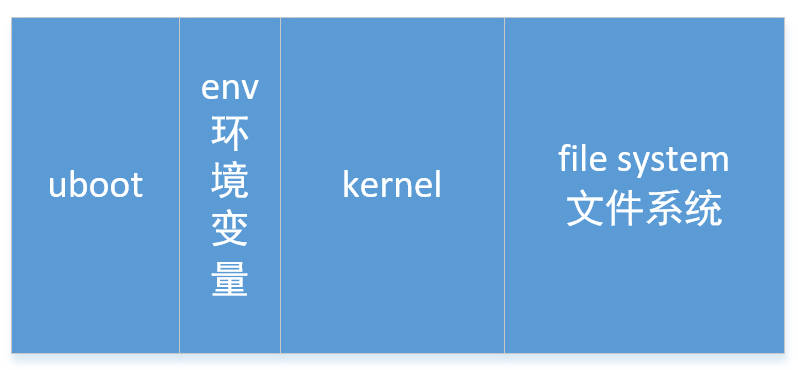 uboot
env
环
境
变
量
kernel
file system
文件系统